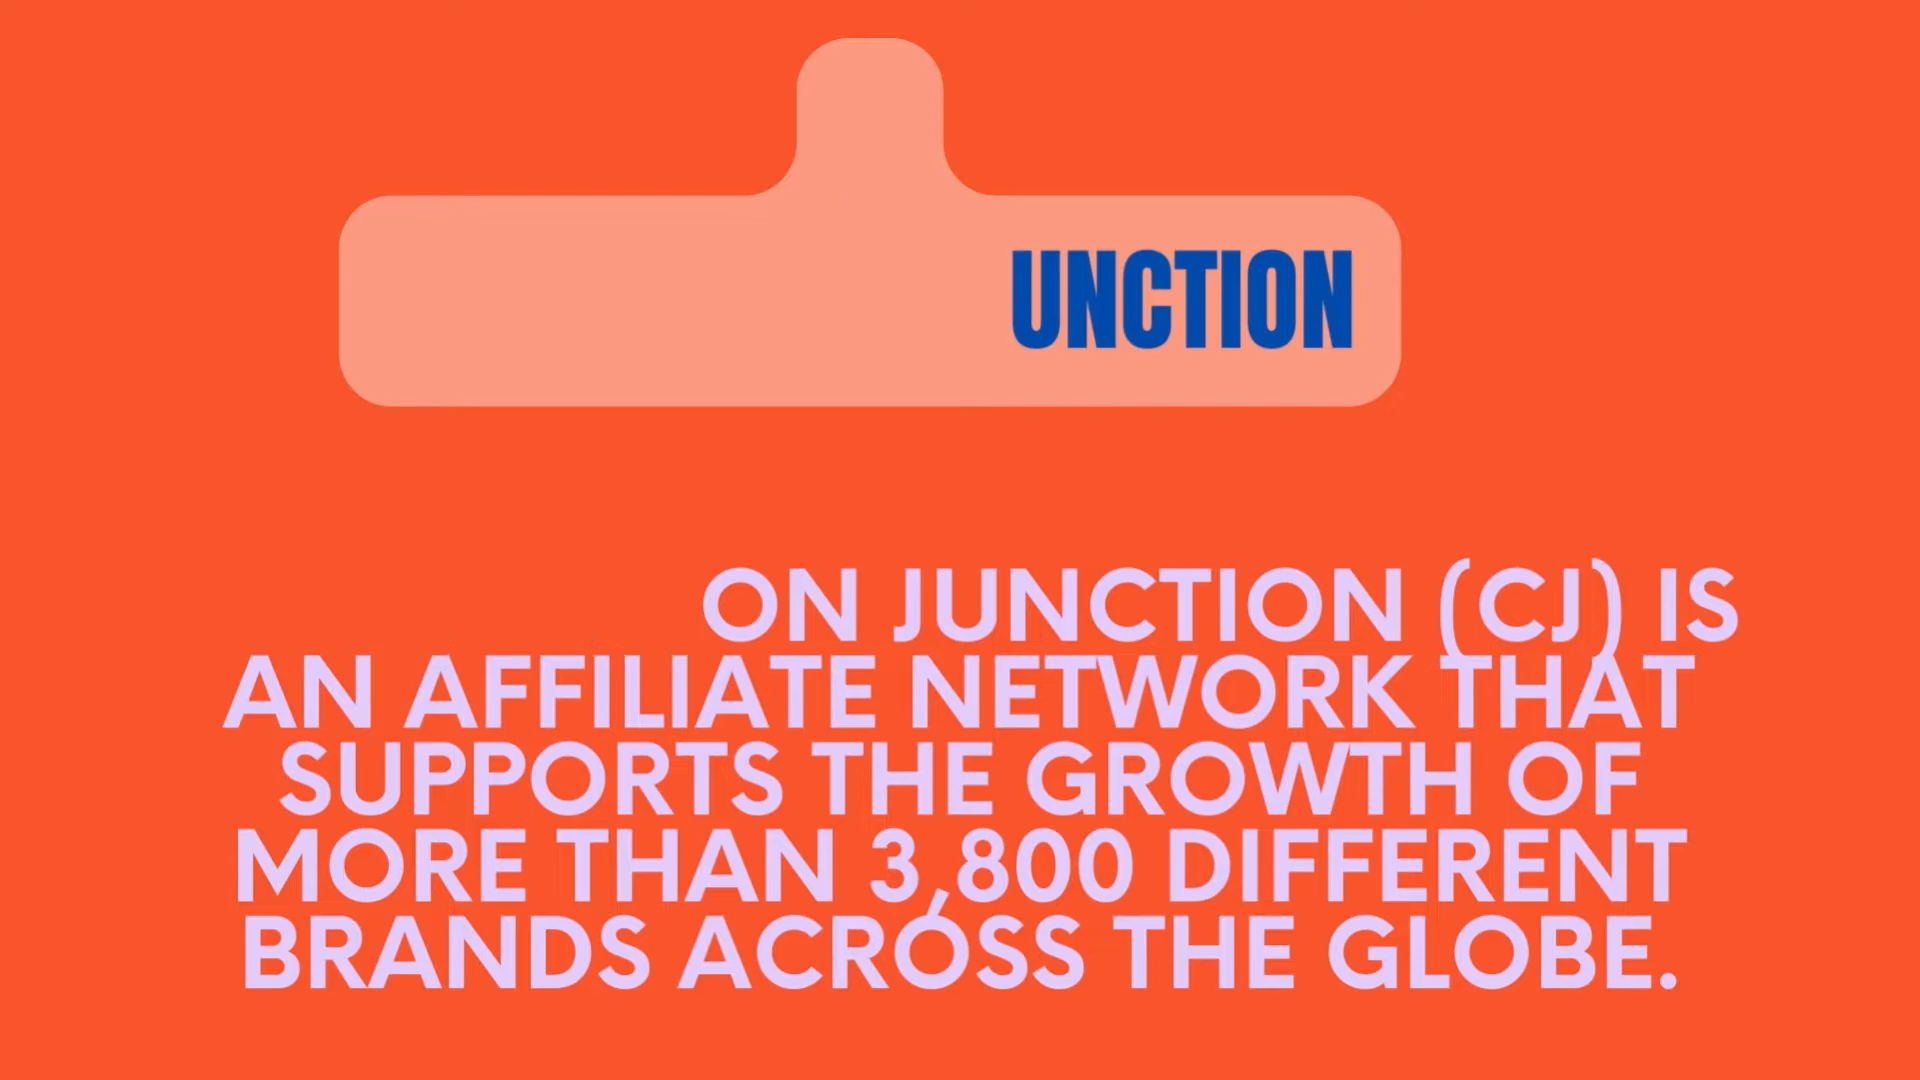 UNCTION
ON JUNCTION (CJ) IS
AN AFFILIATE NETWORK THAT
SUPPORTS THE GROWTH OF
MORE THAN 3,800 DIFFERENT
BRANDS ACROSS THE GLOBE.